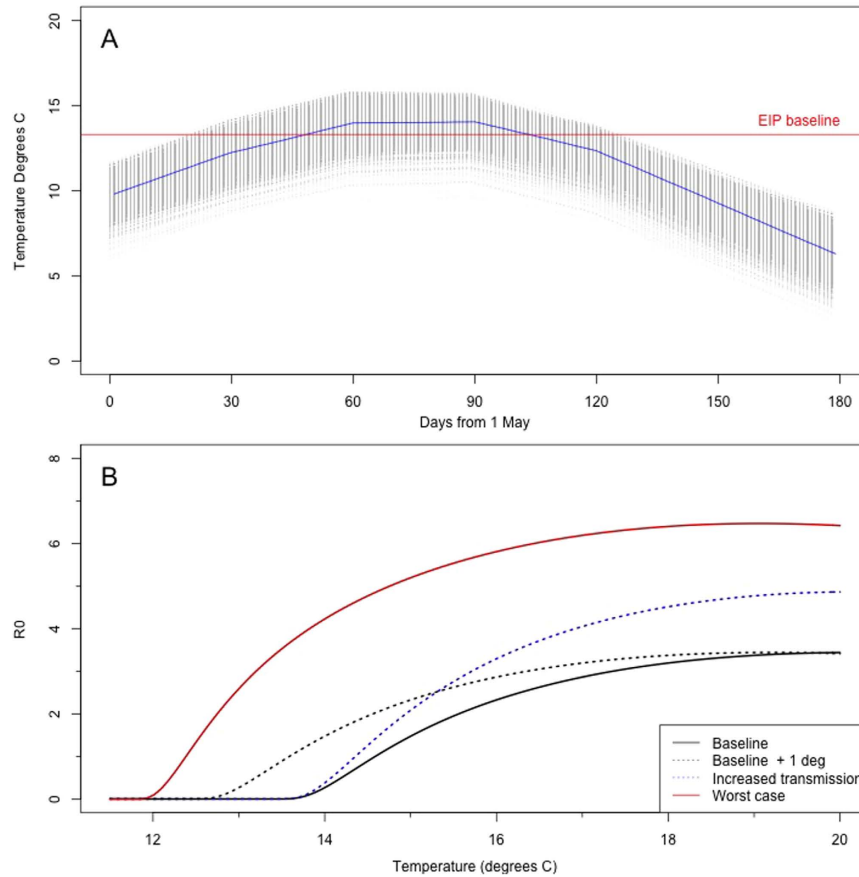 A
Temperature Degrees C
20
15
10
5
0
EIP baseline
0 30 60 90 120 150 180
Days from 1 May
B
R0
8
6
4
2
0
Baseline
Baseline + 1 deg
Increased transmission
Worst case
12 14 16 18 20
Temperature (degrees C)